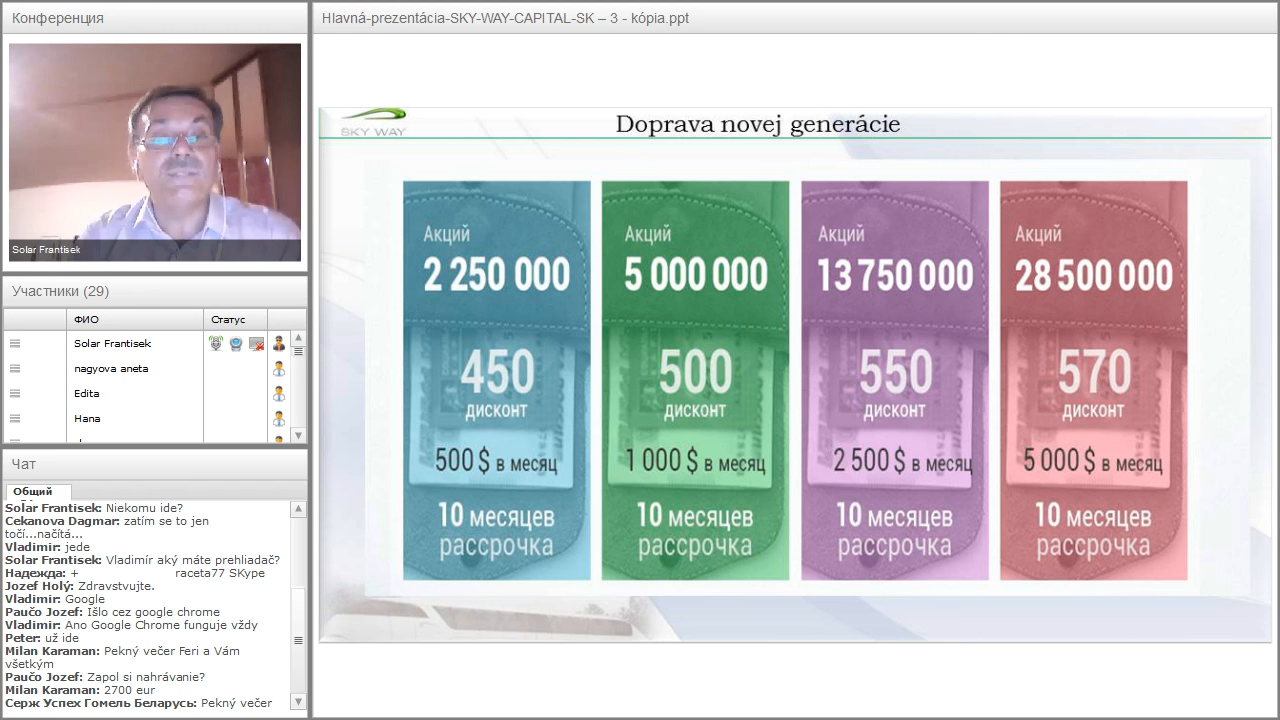 Конференция
Solar Frantisek
Участники (29)
ФИО
Статус
Solar Frantisek
nagyova aneta
Edita
Hana
Чат
Общий
Solar Frantisek: Niekomu ide?
Cekanova Dagmar: zatím se to jen
točí...načítá...
Vladimir: jede
Solar Frantisek: Vladimír aký máte prehliadač?
Надежда: + raceta77 SKype
Jozef Holý: Zdravstvujte.
Vladimir: Google
Paučo Jozef: Išlo cez google chrome
Vladimir: Ano Google Chrome funguje vždy
Peter: už ide
Milan Karaman: Pekný večer Feri a Vám
všetkým
Paučo Jozef: Zapol si nahrávanie?
Milan Karaman: 2700 eur
Серж Успех Гомель Беларусь: Pekný večer
Hlavná-prezentácia-SKY-WAY-CAPITAL-SK – 3 - kópia.ppt
SKY WAY
Doprava novej generácie
Акций
2 250 000
450
дисконт
500 $ в месяц
10 месяцев
рассрочка
Акций
5 000 000
500
дисконт
1 000 $ в месяц
10 месяцев
рассрочка
Акций
13 750 000
550
дисконт
2 500 $ в месяц
10 месяцев
рассрочка
Акций
28 500 000
570
дисконт
5 000 $ в месяц
10 месяцев
рассрочка